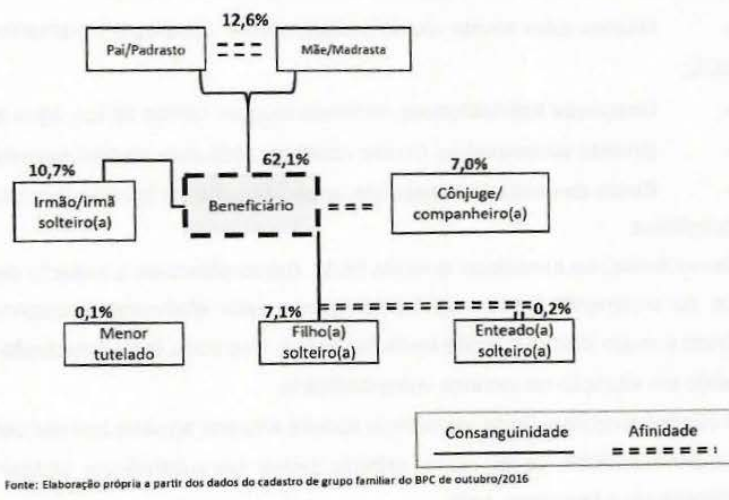 12,6%
Pai/Padrasto
Mãe/Madrasta
10,7%
62,1%
7,0%
Irmão/irmã
solteiro(a)
Beneficiário
Cônjuge/
companheiro(a)
0,1%
7,1%
0,2%
Menor
tutelado
Filho(a)
solteiro(a)
Enteado(a)
solteiro(a)
Consanguinidade
Afinidade
Fonte: Elaboração própria a partir dos dados do cadastro de grupo familiar do BPC de outubro/2016